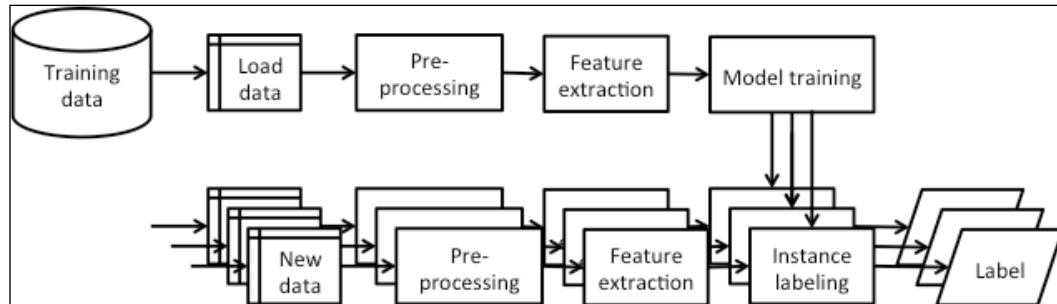 Training
data
Load
data
Pre-
processing
Feature
extraction
Model training
New
data
Pre-
processing
Feature
extraction
Instance
labeling
Label